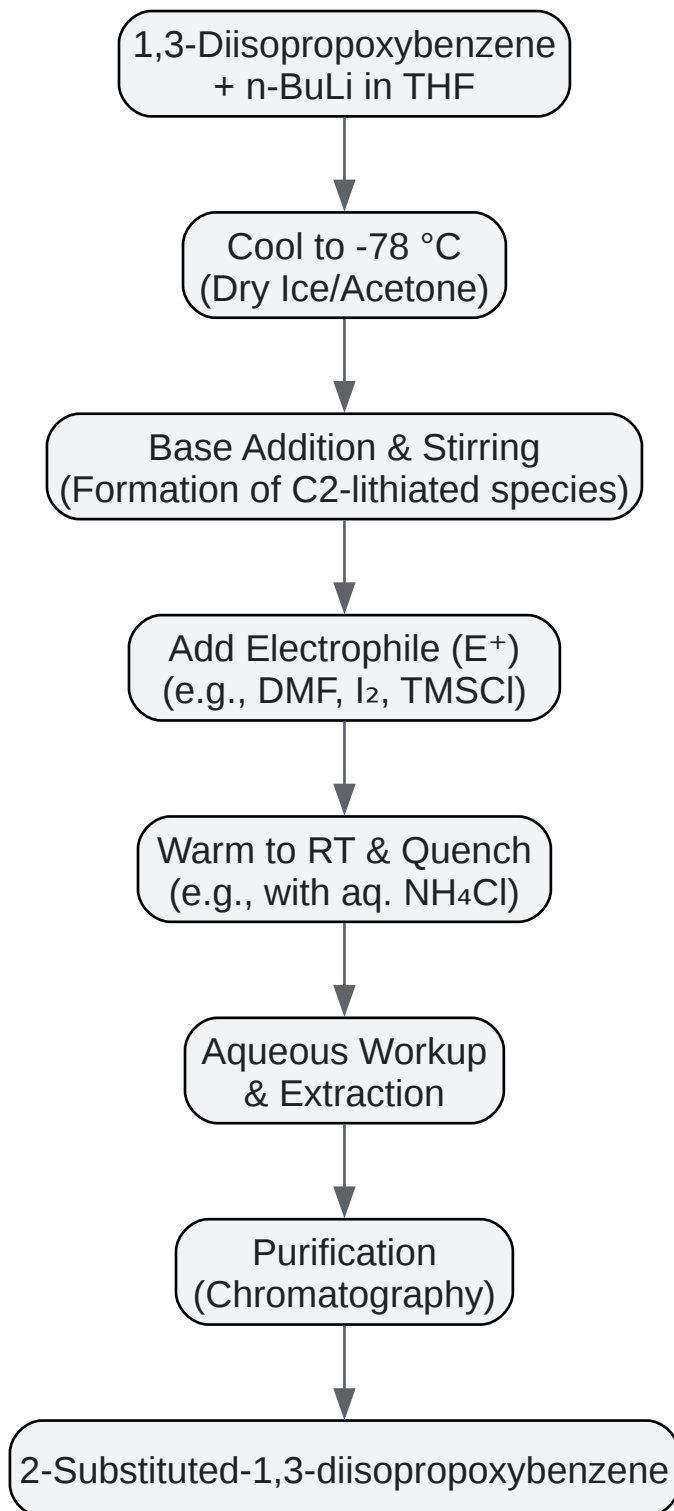 1,3-Diisopropoxybenzene
+ n-BuLi in THF
Cool to -78 °C
(Dry Ice/Acetone)
Base Addition & Stirring
(Formation of C2-lithiated species)
Add Electrophile (E⁺)
(e.g., DMF, I₂, TMSCl)
Warm to RT & Quench
(e.g., with aq. NH₄Cl)
Aqueous Workup
& Extraction
Purification
(Chromatography)
2-Substituted-1,3-diisopropoxybenzene